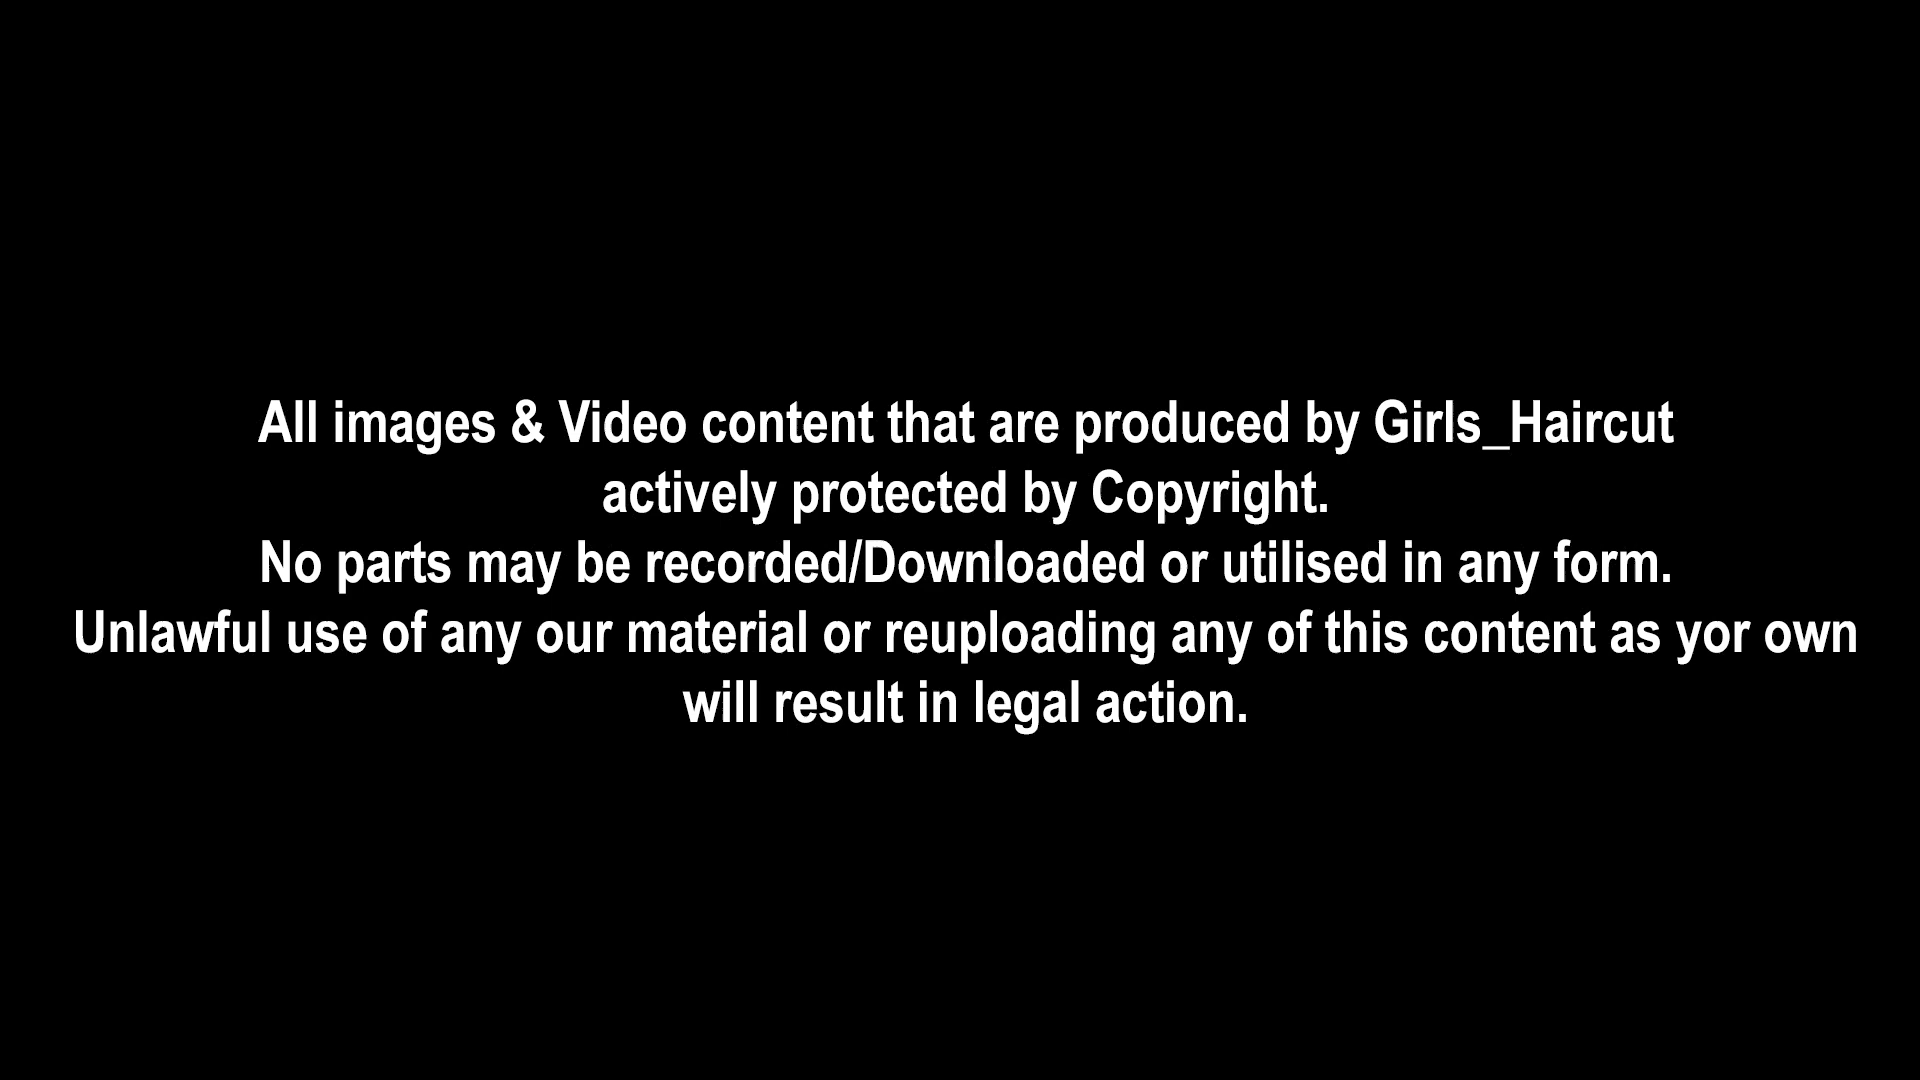 All images & Video content that are produced by Girls_Haircut
actively protected by Copyright.
No parts may be recorded/Downloaded or utilised in any form.
Unlawful use of any our material or reuploading any of this content as yor own
will result in legal action.